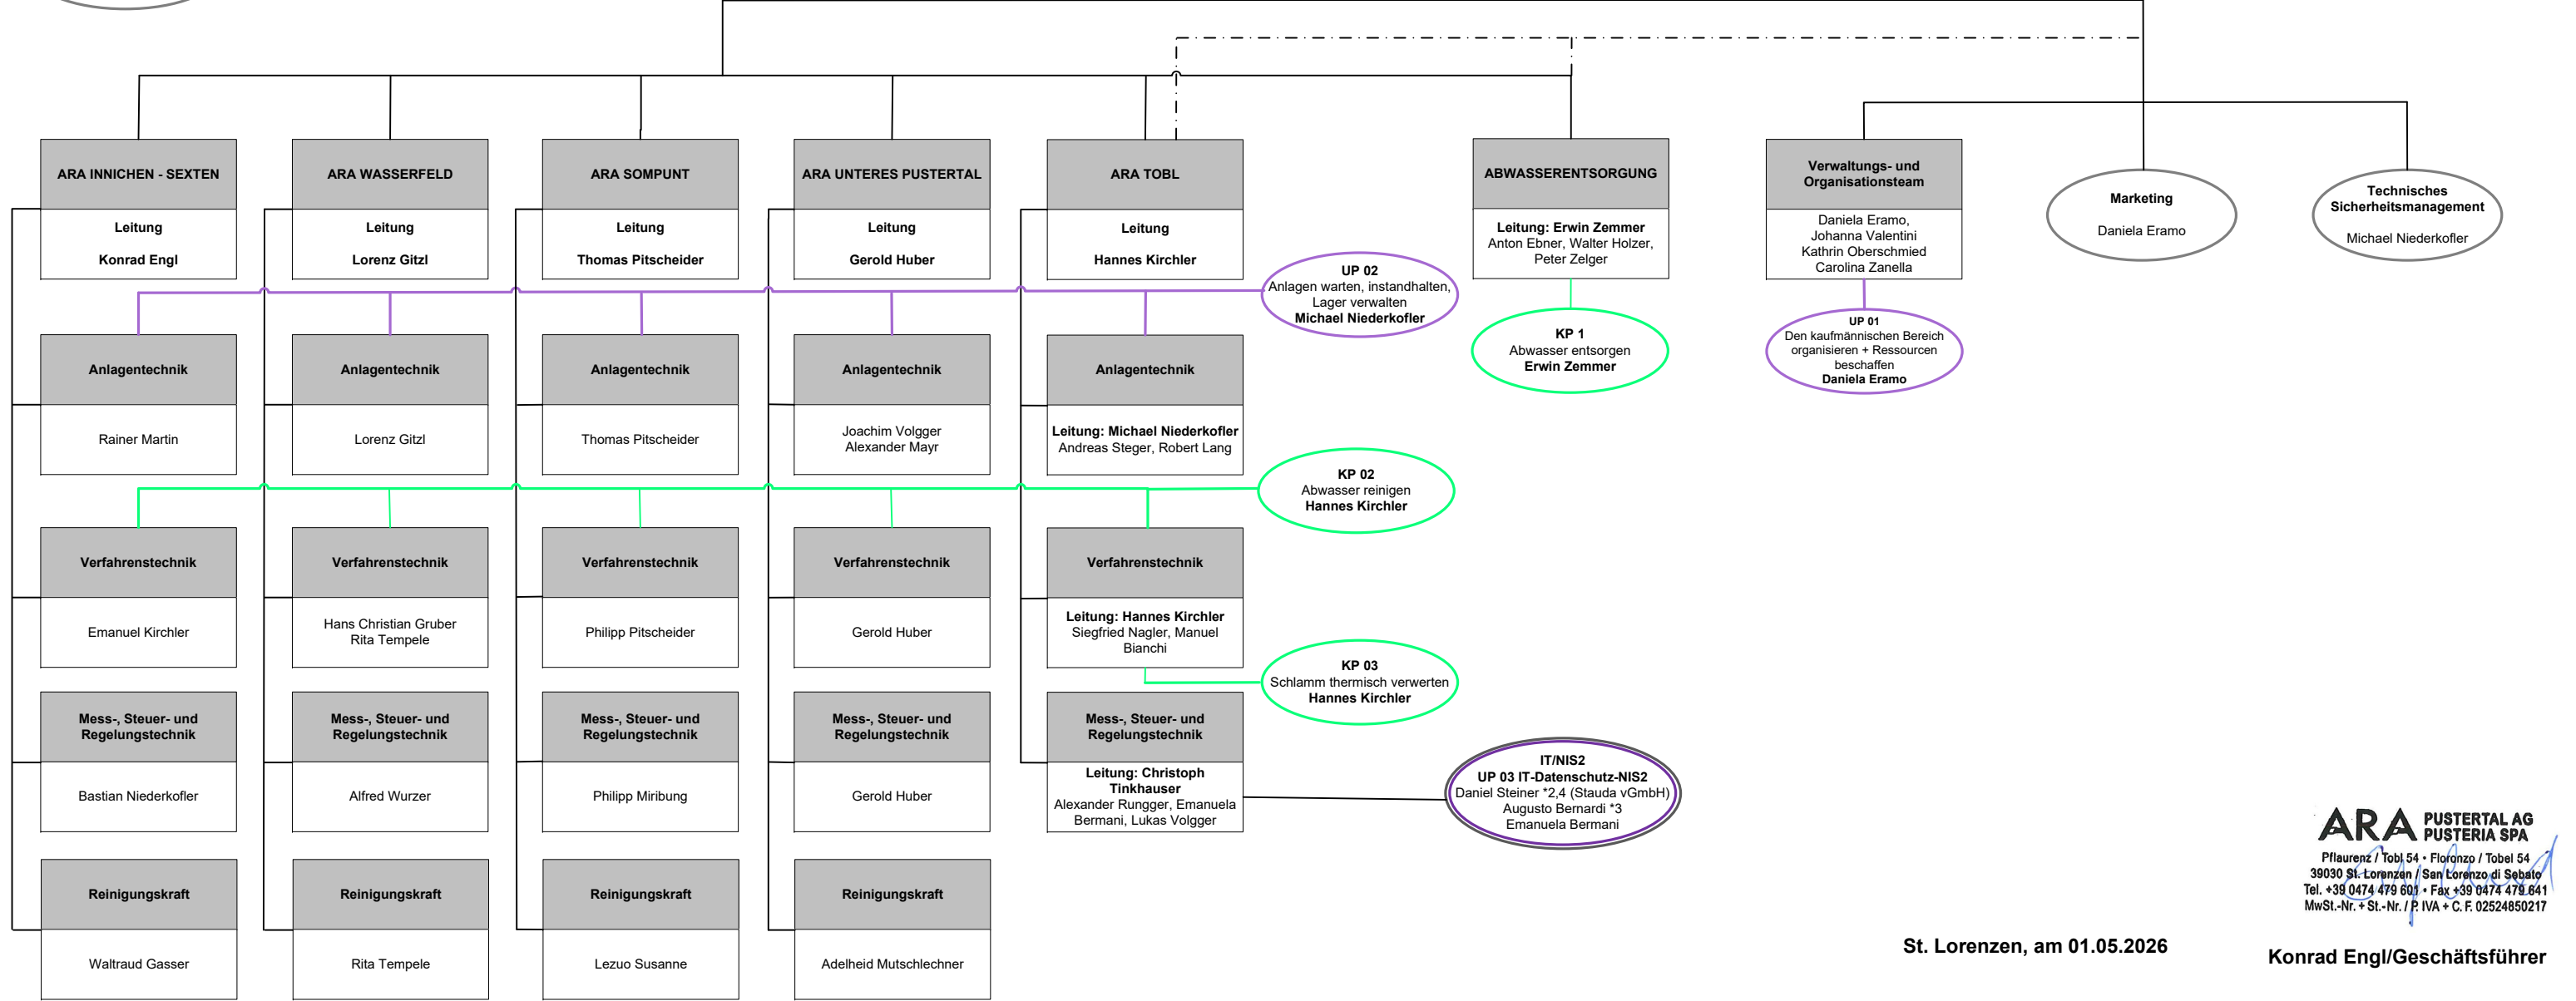 ARA INNICHEN - SEXTEN
Leitung
Konrad Engl
ARA WASSERFELD
Leitung
Lorenz Gitzl
ARA SOMPUNT
Leitung
Thomas Pitscheider
ARA UNTERES PUSTERTAL
Leitung
Gerold Huber
ARA TOBL
Leitung
Hannes Kirchler
ABWASSERENTSORGUNG
Leitung: Erwin Zemmer
Anton Ebner, Walter Holzer,
Peter Zelger
Verwaltungs- und
Organisationsteam
Daniela Eramo,
Johanna Valentini
Kathrin Oberschmied
Carolina Zanella
Marketing
Daniela Eramo
Technisches
Sicherheitsmanagement
Michael Niederkofler
UP 02
Anlagen warten, instandhalten,
Lager verwalten
Michael Niederkofler
KP 1
Abwasser entsorgen
Erwin Zemmer
UP 01
Den kaufmännischen Bereich
organisieren + Ressourcen
beschaffen
Daniela Eramo
Anlagentechnik
Rainer Martin
Anlagentechnik
Lorenz Gitzl
Anlagentechnik
Thomas Pitscheider
Anlagentechnik
Joachim Volgger
Alexander Mayr
Anlagentechnik
Leitung: Michael Niederkofler
Andreas Steger, Robert Lang
KP 02
Abwasser reinigen
Hannes Kirchler
Verfahrenstechnik
Emanuel Kirchler
Verfahrenstechnik
Hans Christian Gruber
Rita Tempele
Verfahrenstechnik
Philipp Pitscheider
Verfahrenstechnik
Gerold Huber
Verfahrenstechnik
Leitung: Hannes Kirchler
Siegfried Nagler, Manuel
Bianchi
KP 03
Schlamm thermisch verwerten
Hannes Kirchler
Mess-, Steuer- und
Regelungstechnik
Bastian Niederkofler
Mess-, Steuer- und
Regelungstechnik
Alfred Wurzer
Mess-, Steuer- und
Regelungstechnik
Philipp Miribung
Mess-, Steuer- und
Regelungstechnik
Gerold Huber
Mess-, Steuer- und
Regelungstechnik
Leitung: Christoph
Tinkhauser
Alexander Rungger, Emanuela
Bermani, Lukas Volgger
IT/NIS2
UP 03 IT-Datenschutz-NIS2
Daniel Steiner *2,4 (Stauda vGmbH)
Augusto Bernardi *3
Emanuela Bermani
Reinigungskraft
Waltraud Gasser
Reinigungskraft
Rita Tempele
Reinigungskraft
Lezuo Susanne
Reinigungskraft
Adelheid Mutschlechner
ARA PUSTERTAL AG
PUSTERIA SPA
Pflaurenz / Tobl 54 • Floronzo / Tobel 54
39030 St. Lorenzen / San Lorenzo di Sebato
Tel. +39 0474 479 601 • Fax +39 0474 479 641
MwSt.-Nr. + St.-Nr. / P. IVA + C. F. 02524850217
St. Lorenzen, am 01.05.2026
Konrad Engl/Geschäftsführer